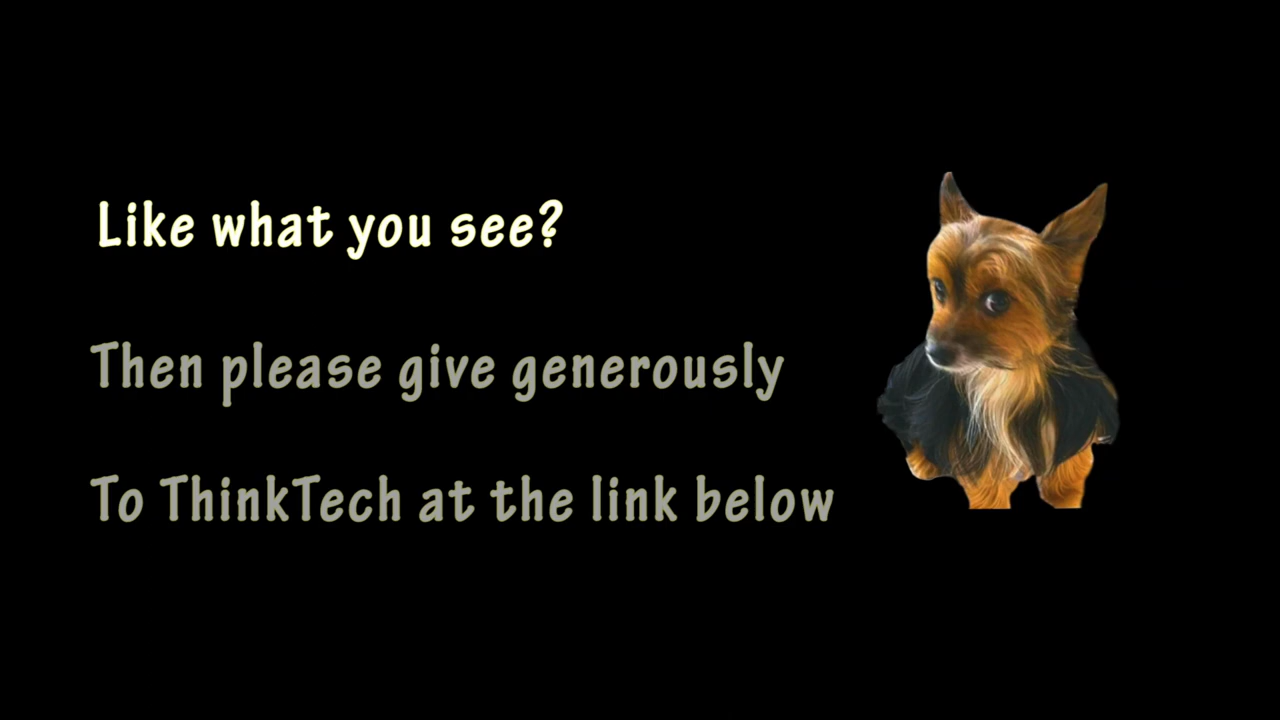 Like what you see?
Then please give generously
To ThinkTech at the link below